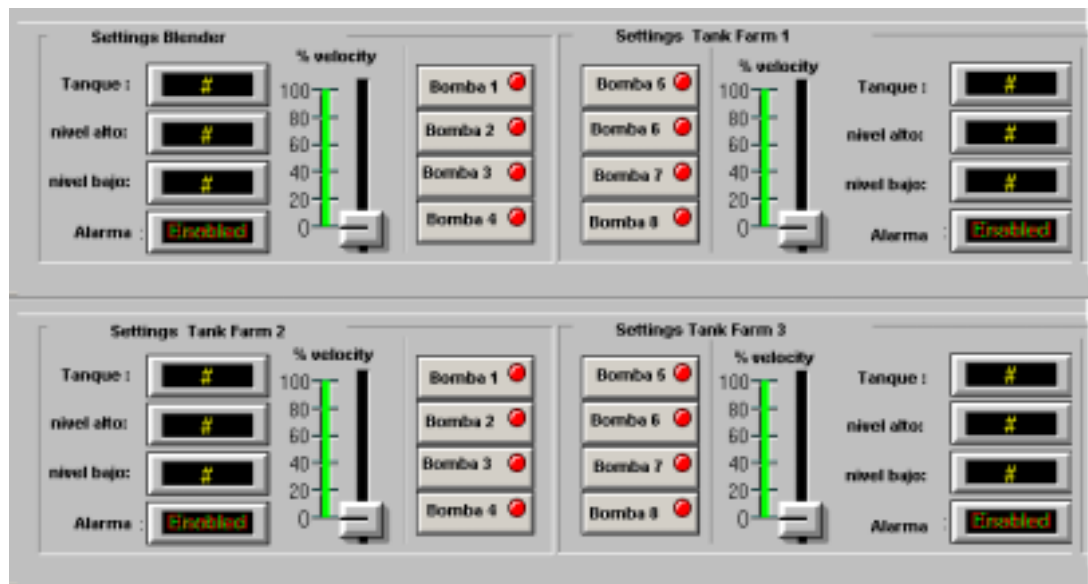 Settings Blender
% velocity
Tanque :
#
nivel alto:
#
nivel bajo:
#
Alarma :
Enabled
100
80
60
40
20
0
Bomba 1
Bomba 2
Bomba 3
Bomba 4
Settings Tank Farm 1
Bomba 5
Bomba 6
Bomba 7
Bomba 8
% velocity
100
80
60
40
20
0
Tanque :
#
nivel alto:
#
nivel bajo:
#
Alarma :
Enabled
Settings Tank Farm 2
% velocity
Tanque :
#
nivel alto:
#
nivel bajo:
#
Alarma :
Enabled
100
80
60
40
20
0
Bomba 1
Bomba 2
Bomba 3
Bomba 4
Settings Tank Farm 3
Bomba 5
Bomba 6
Bomba 7
Bomba 8
% velocity
100
80
60
40
20
0
Tanque :
#
nivel alto:
#
nivel bajo:
#
Alarma :
Enabled